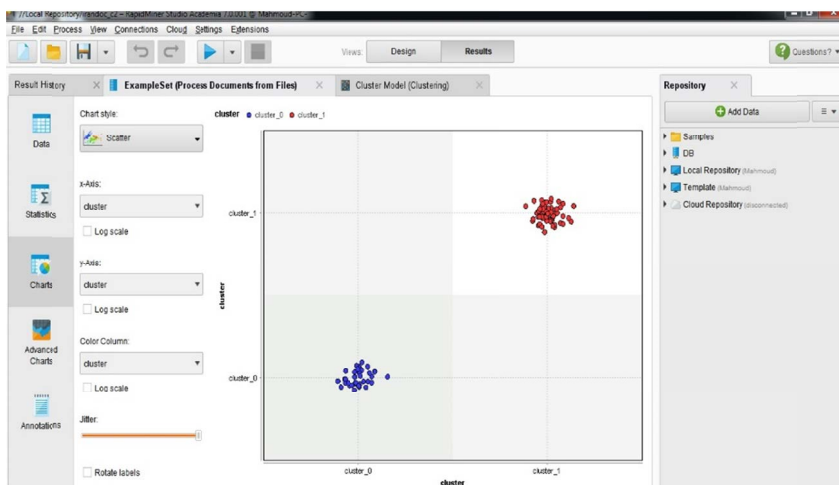 //Local Repository/irandoc_c2 – RapidMiner Studio Academia 7.0.001 @ Mahmoud-PC
File Edit Process View Connections Cloud Settings Extensions
Views: Design Results Questions?
Result History ExampleSet (Process Documents from Files) Cluster Model (Clustering) Repository
Data
Statistics
Charts
Advanced
Charts
Annotations
Chart style:
Scatter
x-Axis:
cluster
Log scale
y-Axis:
cluster
Log scale
Color Column:
cluster
Log scale
Jitter:
Rotate labels
cluster cluster_0 cluster_1
cluster_1
cluster
cluster_0
cluster_0 cluster_1
cluster
Add Data
Samples
DB
Local Repository (Mahmoud)
Template (Mahmoud)
Cloud Repository (disconnected)